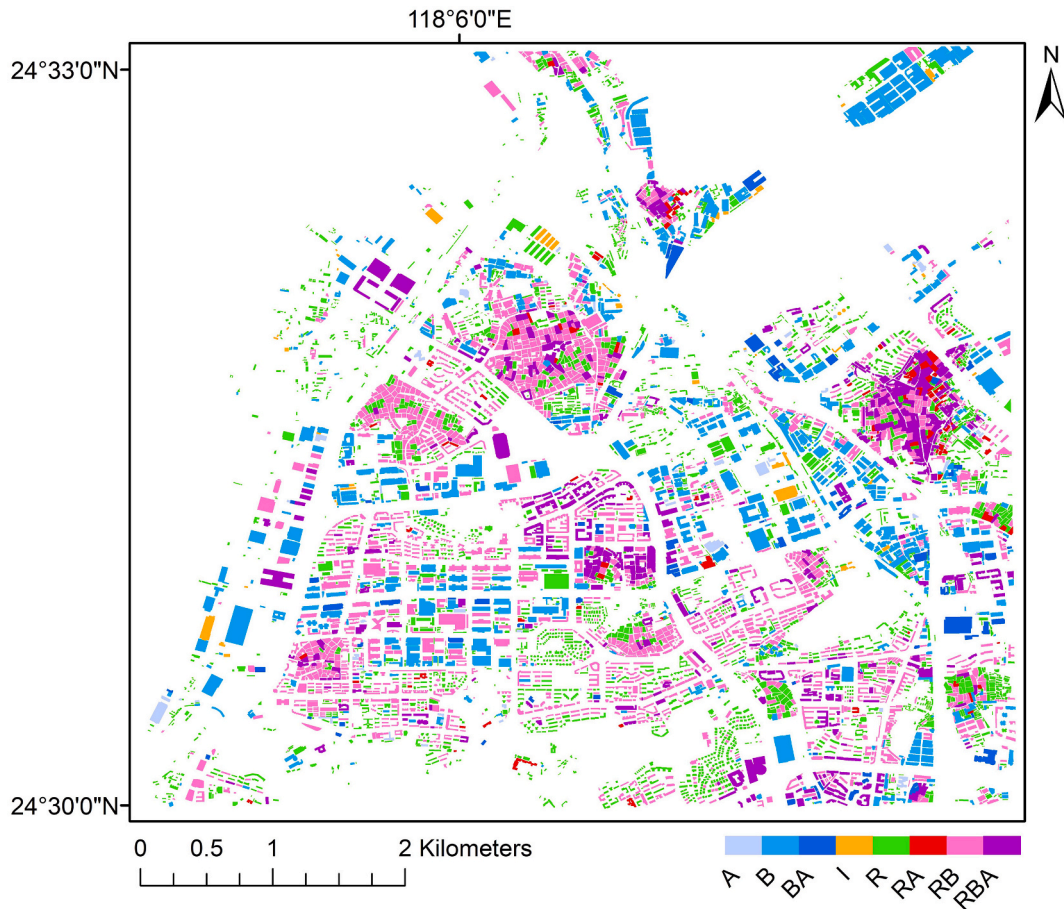 118°6'0"E
24°33'0"N
N
24°30'0"N
0 0.5 1 2 Kilometers
A B BA I R RA RB RBA